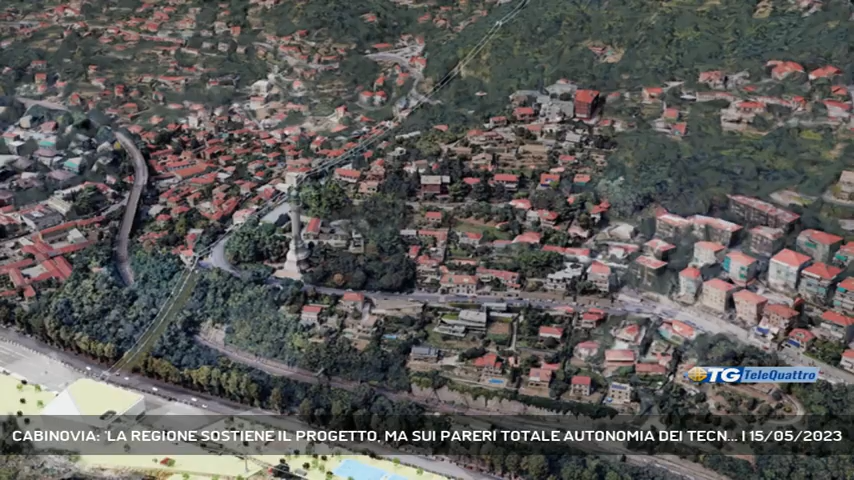 TG TeleQuattro
CABINOVIA: 'LA REGIONE SOSTIENE IL PROGETTO, MA SUI PARERI TOTALE AUTONOMIA DEI TECN... | 15/05/2023